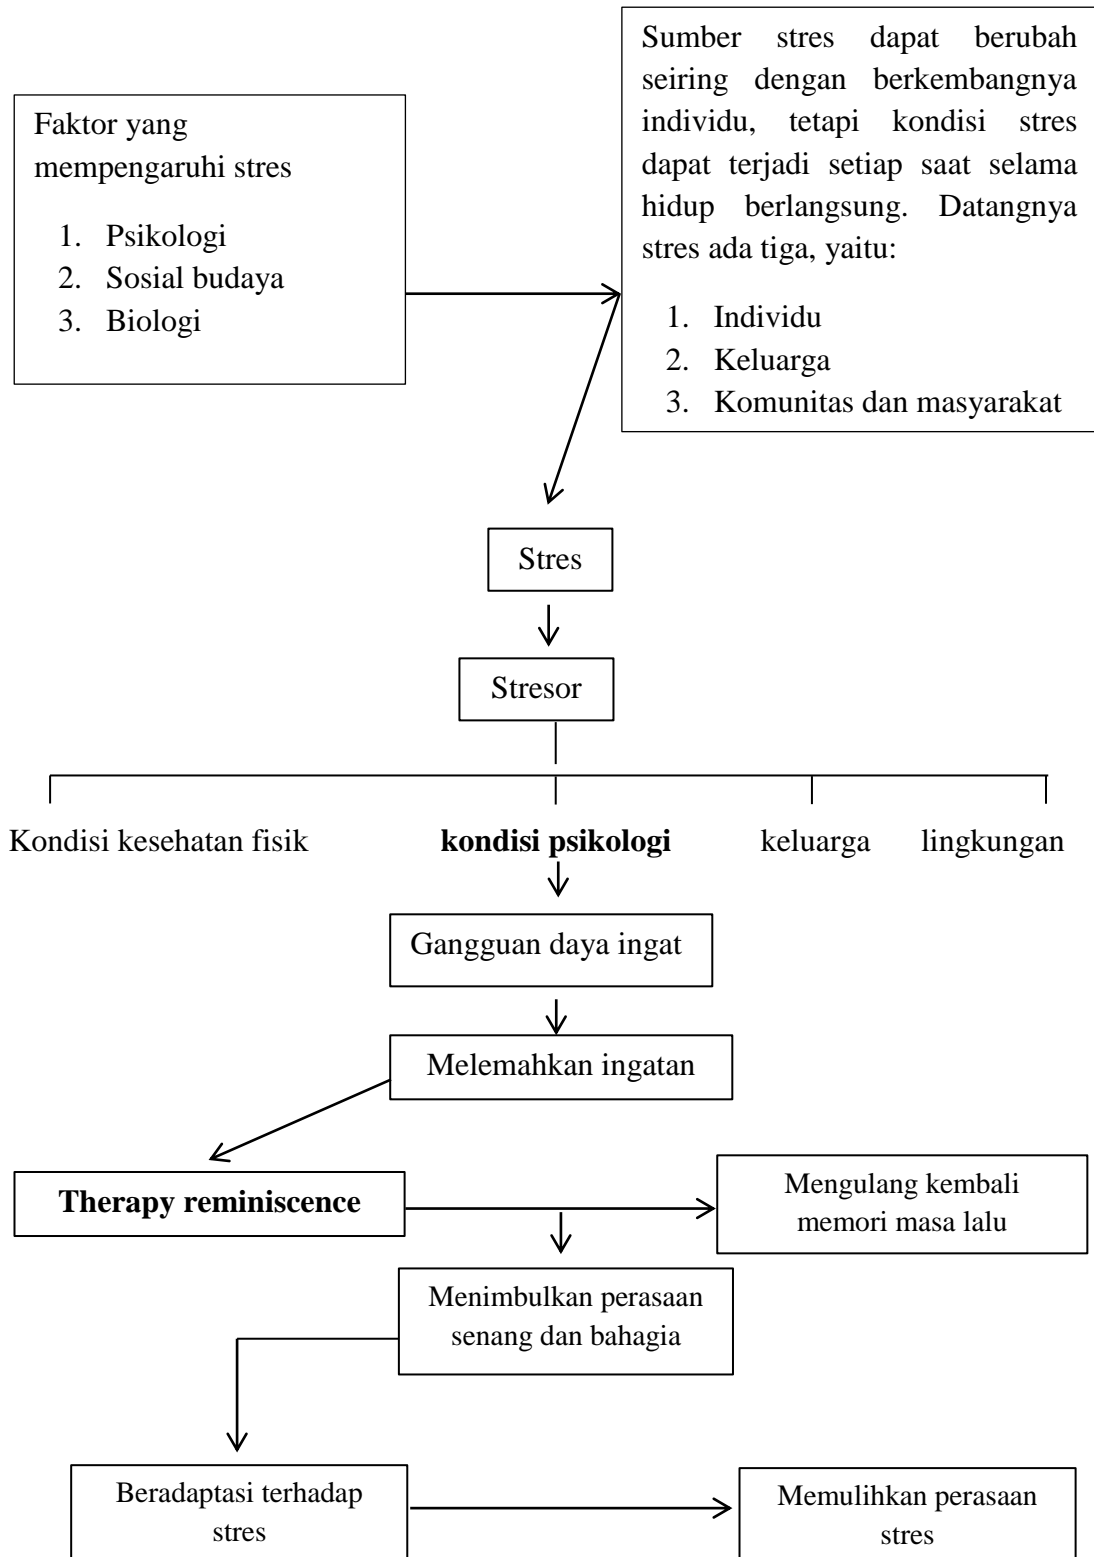 Faktor yang
mempengaruhi stres
1. Psikologi
2. Sosial budaya
3. Biologi
Sumber stres dapat berubah
seiring dengan berkembangnya
individu, tetapi kondisi stres
dapat terjadi setiap saat selama
hidup berlangsung. Datangnya
stres ada tiga, yaitu:
1. Individu
2. Keluarga
3. Komunitas dan masyarakat
Stres
Stresor
Kondisi kesehatan fisik kondisi psikologi keluarga lingkungan
Gangguan daya ingat
Melemahkan ingatan
Therapy reminiscence
Mengulang kembali
memori masa lalu
Menimbulkan perasaan
senang dan bahagia
Beradaptasi terhadap
stres
Memulihkan perasaan
stres